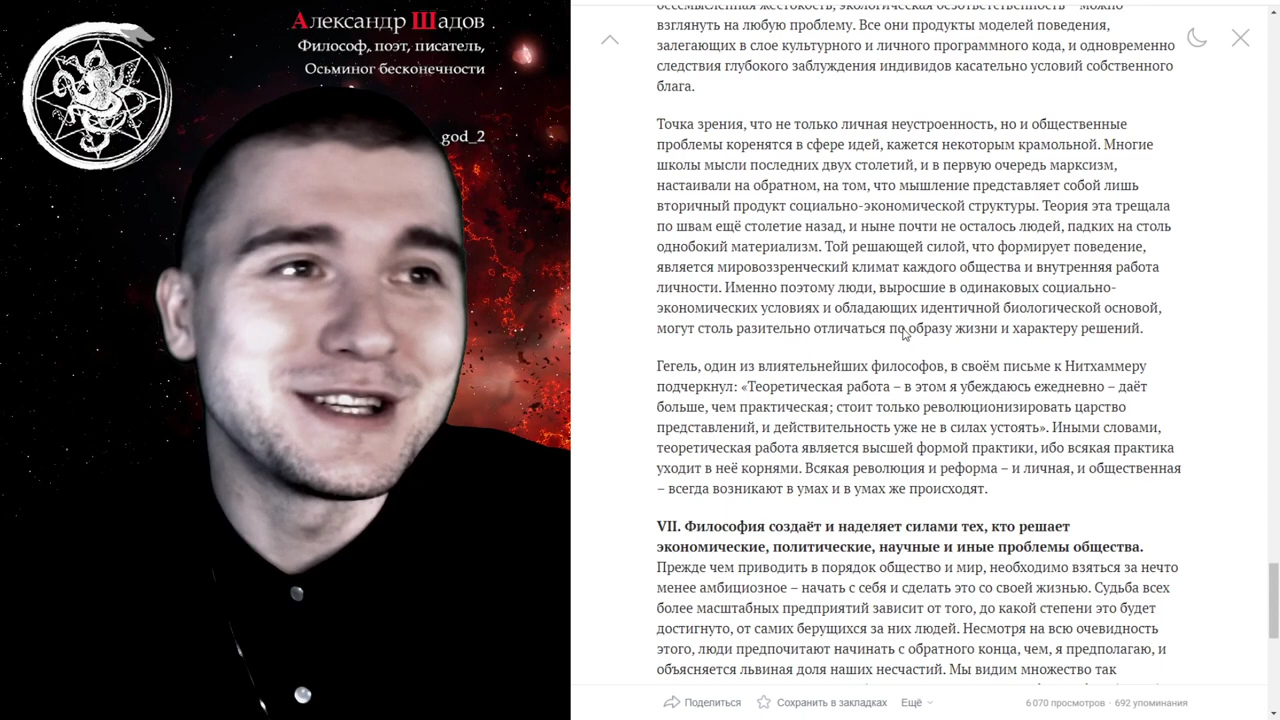 Александр Шадов
Философ, поэт, писатель,
Осьминог бесконечности
god_2
взглянуть на любую проблему. Все они продукты моделей поведения,
залегающих в слое культурного и личного программного кода, и одновременно
следствия глубокого заблуждения индивидов касательно условий собственного
блага.
Точка зрения, что не только личная неустроенность, но и общественные
проблемы коренятся в сфере идей, кажется некоторым крамольной. Многие
школы мысли последних двух столетий, и в первую очередь марксизм,
настаивали на обратном, на том, что мышление представляет собой лишь
вторичный продукт социально-экономической структуры. Теория эта трещала
по швам ещё столетие назад, и ныне почти не осталось людей, падких на столь
однобокий материализм. Той решающей силой, что формирует поведение,
является мировоззренческий климат каждого общества и внутренняя работа
личности. Именно поэтому люди, выросшие в одинаковых социально-
экономических условиях и обладающих идентичной биологической основой,
могут столь разительно отличаться по образу жизни и характеру решений.
Гегель, один из влиятельнейших философов, в своём письме к Нитхаммеру
подчеркнул: «Теоретическая работа – в этом я убеждаюсь ежедневно – даёт
больше, чем практическая; стоит только революционизировать царство
представлений, и действительность уже не в силах устоять». Иными словами,
теоретическая работа является высшей формой практики, ибо всякая практика
уходит в неё корнями. Всякая революция и реформа – и личная, и общественная
– всегда возникают в умах и в умах же происходят.
VII. Философия создаёт и наделяет силами тех, кто решает
экономические, политические, научные и иные проблемы общества.
Прежде чем приводить в порядок общество и мир, необходимо взяться за нечто
менее амбициозное – начать с себя и сделать это со своей жизнью. Судьба всех
более масштабных предприятий зависит от того, до какой степени это будет
достигнуто, от самих берущихся за них людей. Несмотря на всю очевидность
этого, люди предпочитают начинать с обратного конца, чем, я предполагаю, и
объясняется львиная доля наших несчастий. Мы видим множество так
Поделиться
Сохранить в закладках
Ещё
6 070 просмотров · 692 упоминания